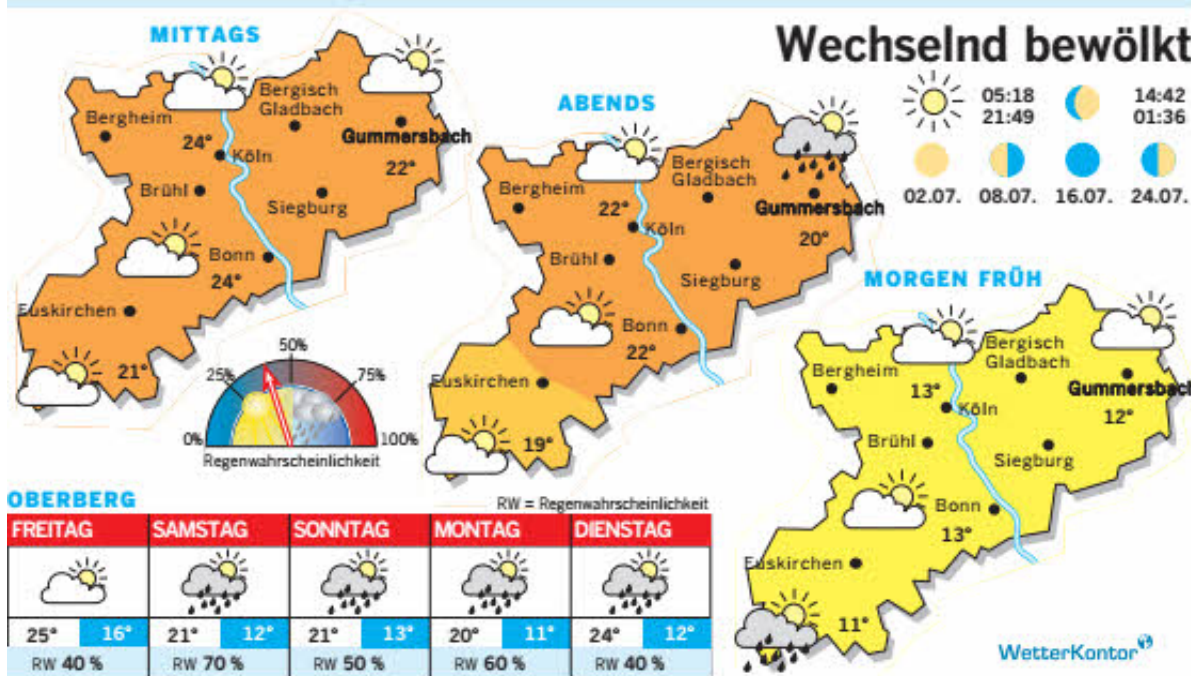 Wechselnd bewölkt
05:18
21:49
14:42
01:36
02.07. 08.07. 16.07. 24.07.
MITTAGS
Bergheim
Bergisch
Gladbach
Gummersbach
24°
Köln
22°
Brühl
Siegburg
Bonn
24°
Euskirchen
21°
ABENDS
Bergheim
Bergisch
Gladbach
Gummersbach
22°
Köln
20°
Brühl
Siegburg
Bonn
22°
Euskirchen
19°
MORGEN FRÜH
Bergheim
Bergisch
Gladbach
Gummersbach
13°
Köln
12°
Brühl
Siegburg
Bonn
13°
Euskirchen
11°
0% 25% 50% 75% 100%
Regenwahrscheinlichkeit
OBERBERG
RW = Regenwahrscheinlichkeit
FREITAG SAMSTAG SONNTAG MONTAG DIENSTAG
25° 16° 21° 12° 21° 13° 20° 11° 24° 12°
RW 40 % RW 70 % RW 50 % RW 60 % RW 40 %
WetterKontor